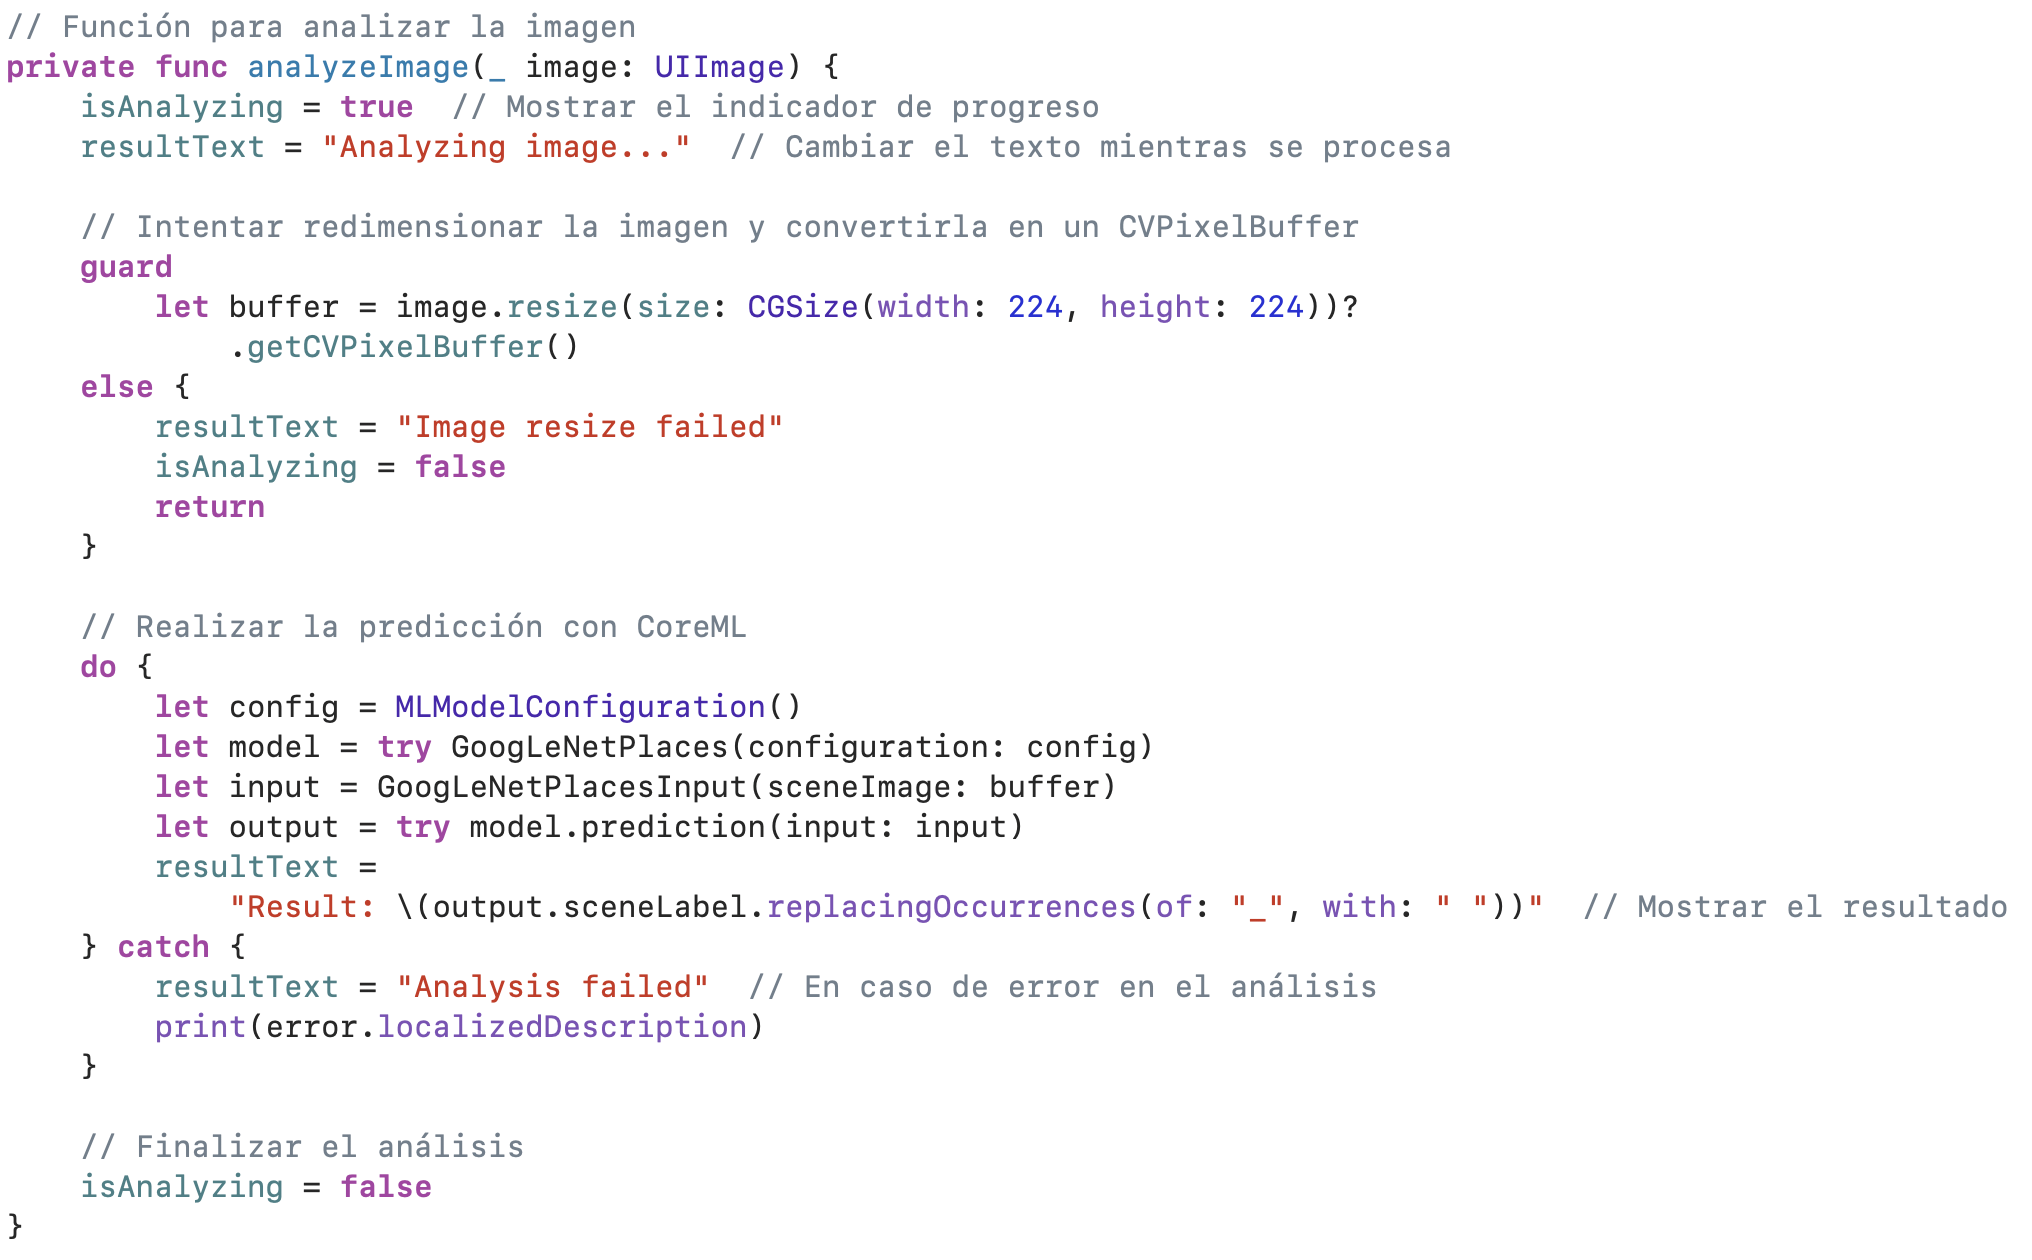 // Función para analizar la imagen
private func analyzeImage(_ image: UIImage) {
    isAnalyzing = true  // Mostrar el indicador de progreso
    resultText = "Analyzing image..."  // Cambiar el texto mientras se procesa

    // Intentar redimensionar la imagen y convertirla en un CVPixelBuffer
    guard
        let buffer = image.resize(size: CGSize(width: 224, height: 224))?
            .getCVPixelBuffer()
    else {
        resultText = "Image resize failed"
        isAnalyzing = false
        return
    }

    // Realizar la predicción con CoreML
    do {
        let config = MLModelConfiguration()
        let model = try GoogLeNetPlaces(configuration: config)
        let input = GoogLeNetPlacesInput(sceneImage: buffer)
        let output = try model.prediction(input: input)
        resultText =
            "Result: \(output.sceneLabel.replacingOccurrences(of: "_", with: " "))"  // Mostrar el resultado
    } catch {
        resultText = "Analysis failed"  // En caso de error en el análisis
        print(error.localizedDescription)
    }

    // Finalizar el análisis
    isAnalyzing = false
}